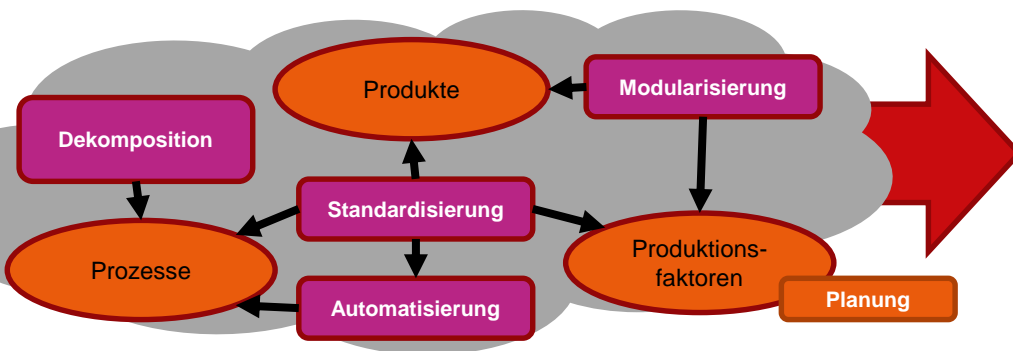 Produkte
Modularisierung
Dekomposition
Standardisierung
Prozesse
Produktions-
faktoren
Automatisierung
Planung